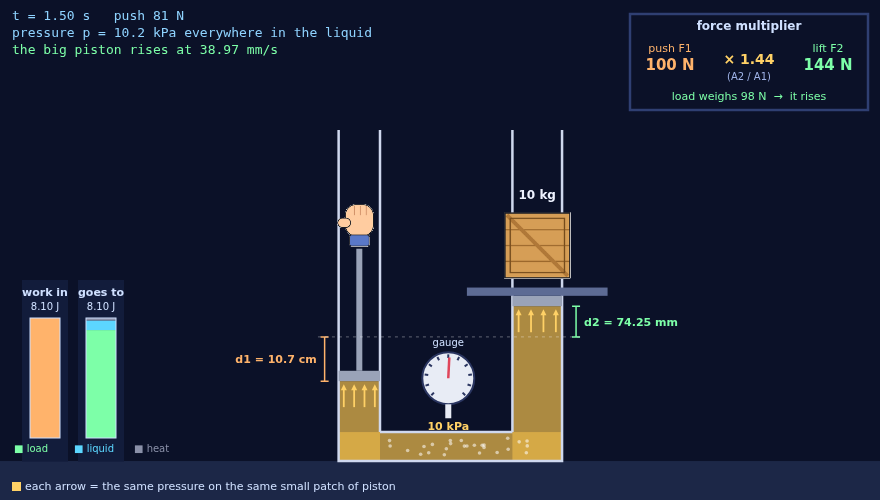 t = 1.50 s   push 81 N
pressure p = 10.2 kPa everywhere in the liquid
the big piston rises at 38.97 mm/s
force multiplier
push F1
100 N
× 1.44
(A2 / A1)
lift F2
144 N
load weighs 98 N → it rises
10 kg
work in
8.10 J
goes to
8.10 J
d1 = 10.7 cm
gauge
10 kPa
d2 = 74.25 mm
load
liquid
heat
each arrow = the same pressure on the same small patch of piston